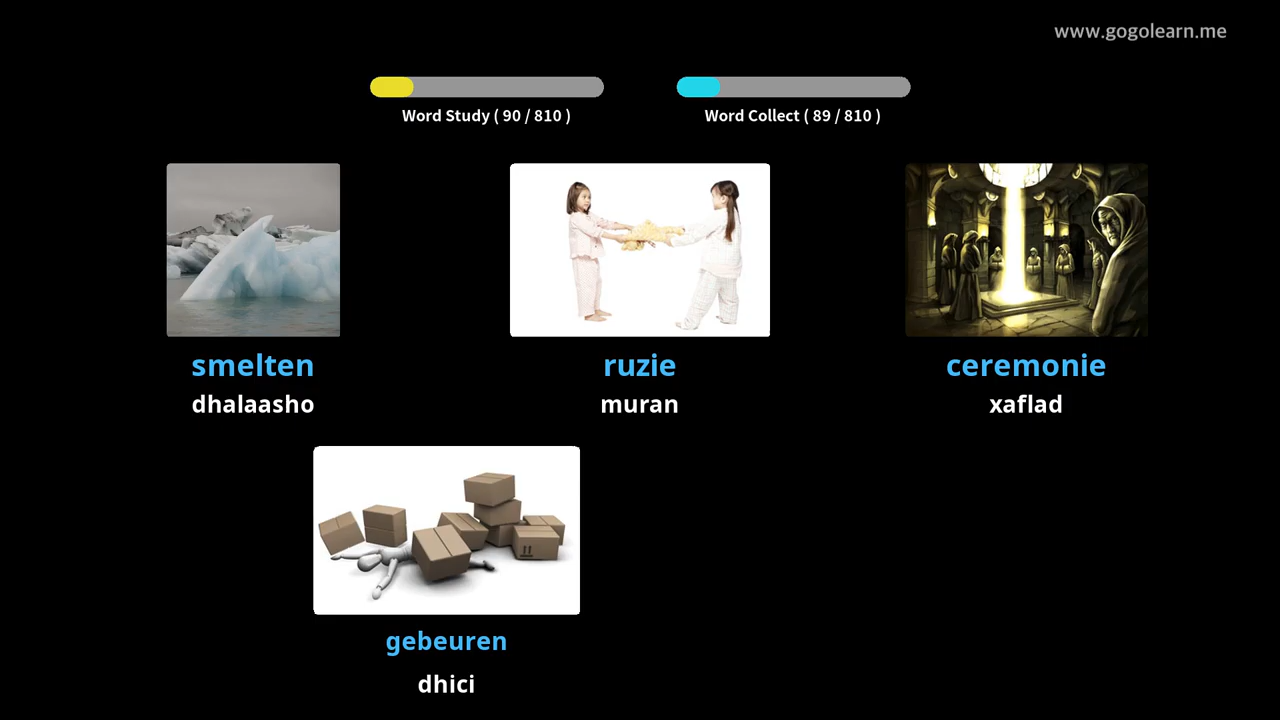 www.gogolearn.me
Word Study ( 90 / 810 )
Word Collect ( 89 / 810 )
smelten
dhalaasho
ruzie
muran
ceremonie
xaflad
gebeuren
dhici